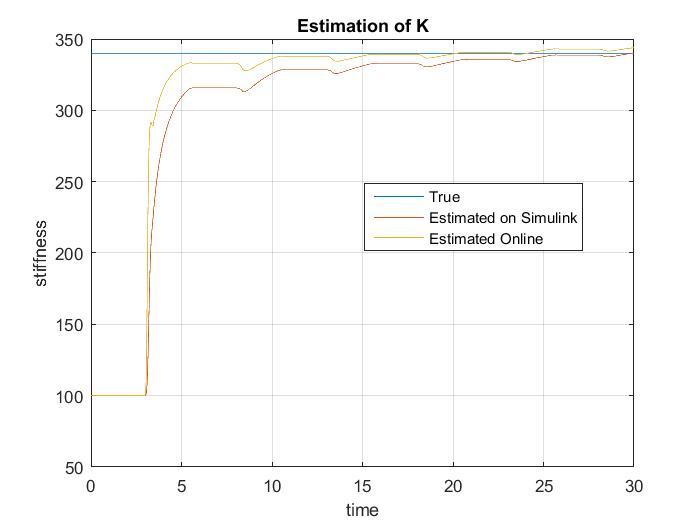 Estimation of K
350
300
250
200
150
100
50
stiffness
True
Estimated on Simulink
Estimated Online
0 5 10 15 20 25 30
time